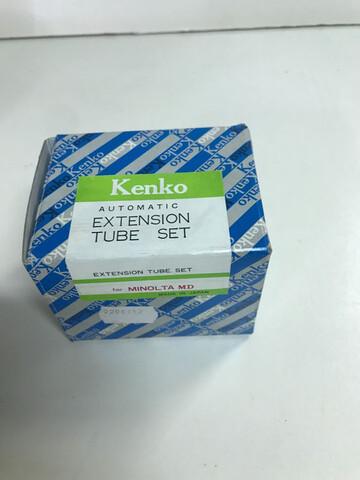 Kenko
AUTOMATIC
EXTENSION
TUBE SET
EXTENSION TUBE SET
for MINOLTA MD
MADE IN JAPAN